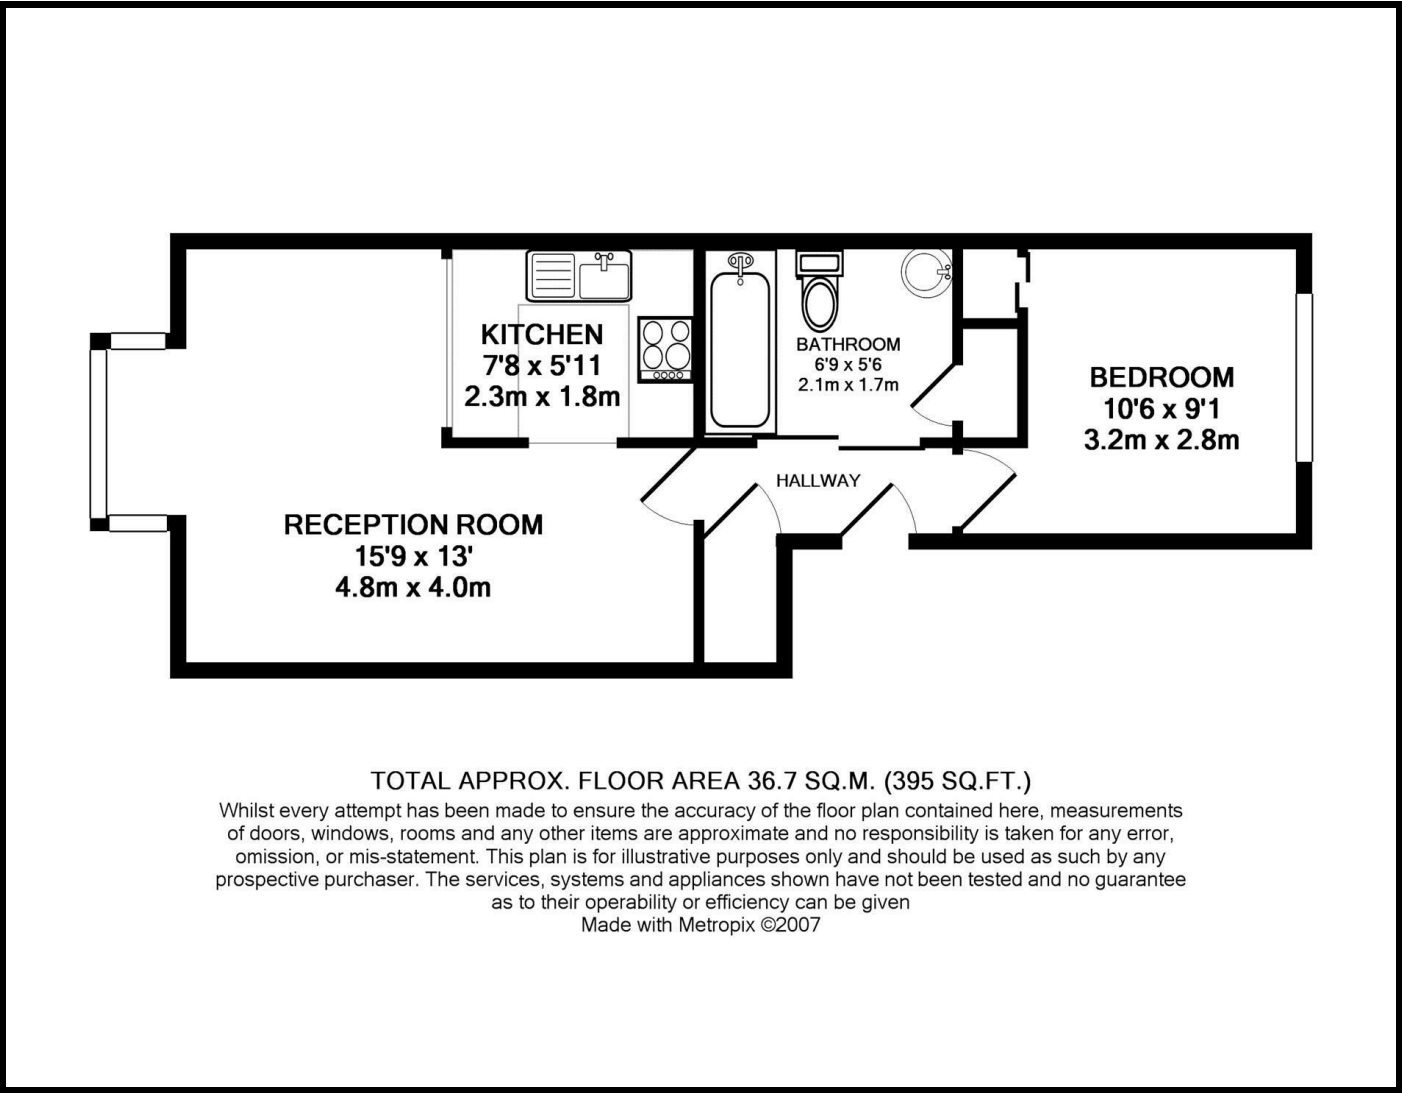 KITCHEN
7'8 x 5'11
2.3m x 1.8m
BATHROOM
6'9 x 5'6
2.1m x 1.7m
BEDROOM
10'6 x 9'1
3.2m x 2.8m
HALLWAY
RECEPTION ROOM
15'9 x 13'
4.8m x 4.0m
TOTAL APPROX. FLOOR AREA 36.7 SQ.M. (395 SQ.FT.)
Whilst every attempt has been made to ensure the accuracy of the floor plan contained here, measurements
of doors, windows, rooms and any other items are approximate and no responsibility is taken for any error,
omission, or mis-statement. This plan is for illustrative purposes only and should be used as such by any
prospective purchaser. The services, systems and appliances shown have not been tested and no guarantee
as to their operability or efficiency can be given
Made with Metropix ©2007